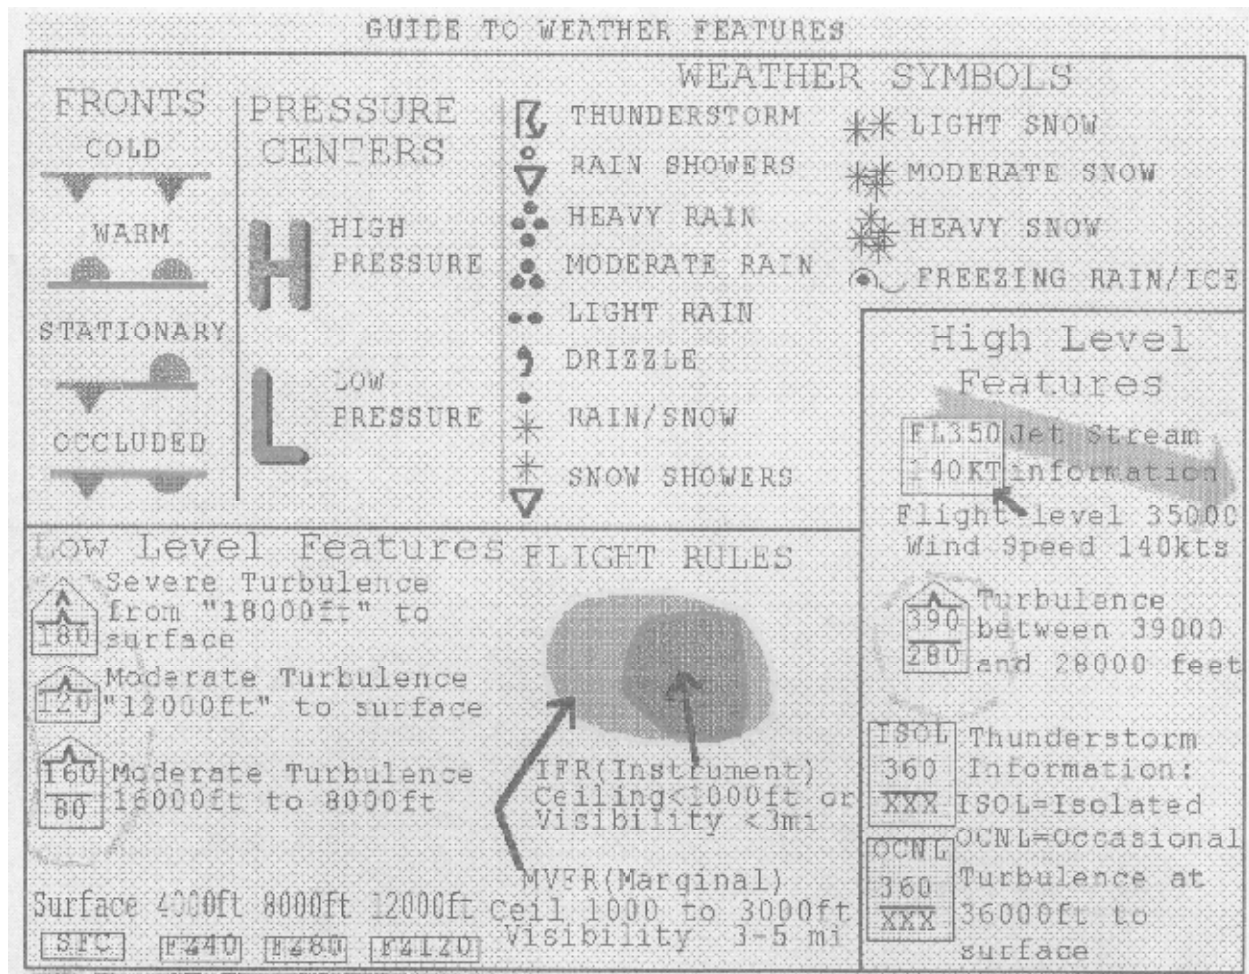 GUIDE TO WEATHER FEATURES
FRONTS
COLD
WARM
STATIONARY
OCCLUDED
PRESSURE
CENTERS
H HIGH
PRESSURE
L LOW
PRESSURE
WEATHER SYMBOLS
THUNDERSTORM
RAIN SHOWERS
HEAVY RAIN
MODERATE RAIN
LIGHT RAIN
DRIZZLE
RAIN/SNOW
SNOW SHOWERS
LIGHT SNOW
MODERATE SNOW
HEAVY SNOW
FREEZING RAIN/ICE
High Level
Features
FL350 Jet Stream
140KT information
Flight level 35000
Wind Speed 140kts
Turbulance
390 between 39000
280 and 28000 feet
ISOL Thunderstorm
360 Information:
XXX ISOL=Isolated
OCNL=Occasional
OCNL Turbulence at
360 36000ft to
XXX surface
Low Level Features
Severe Turbulence
from "18000ft" to
180 surface
Moderate Turbulence
120 "12000ft" to surface
160 Moderate Turbulence
80 16000ft to 8000ft
Surface 4000ft 8000ft 12000ft
SFC FZ40 FZ80 FZ120
FLIGHT RULES
IFR(Instrument)
Ceiling<1000ft or
Visibility <3mi
MVFR(Marginal)
Ceil 1000 to 3000ft
Visibility 3-5 mi